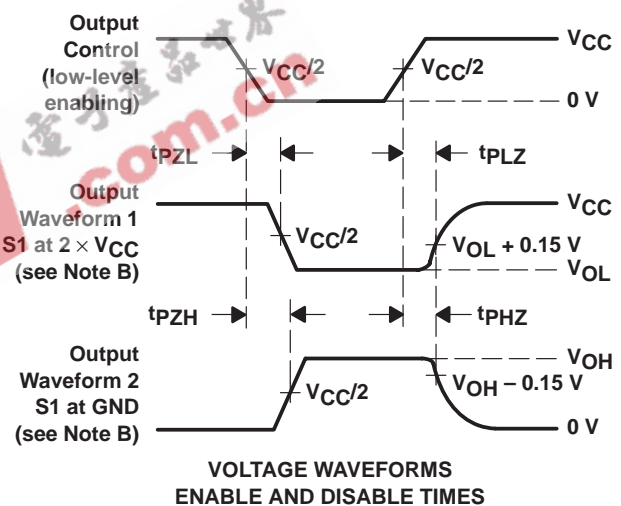 Output
Control
(low-level
enabling)
VCC/2
VCC/2
VCC
0 V
tPZL
tPLZ
Output
Waveform 1
S1 at 2 × VCC
(see Note B)
VCC/2
VCC
VOL + 0.15 V
VOL
tPZH
tPHZ
Output
Waveform 2
S1 at GND
(see Note B)
VCC/2
VOH
VOH − 0.15 V
0 V
VOLTAGE WAVEFORMS
ENABLE AND DISABLE TIMES
.com.cn